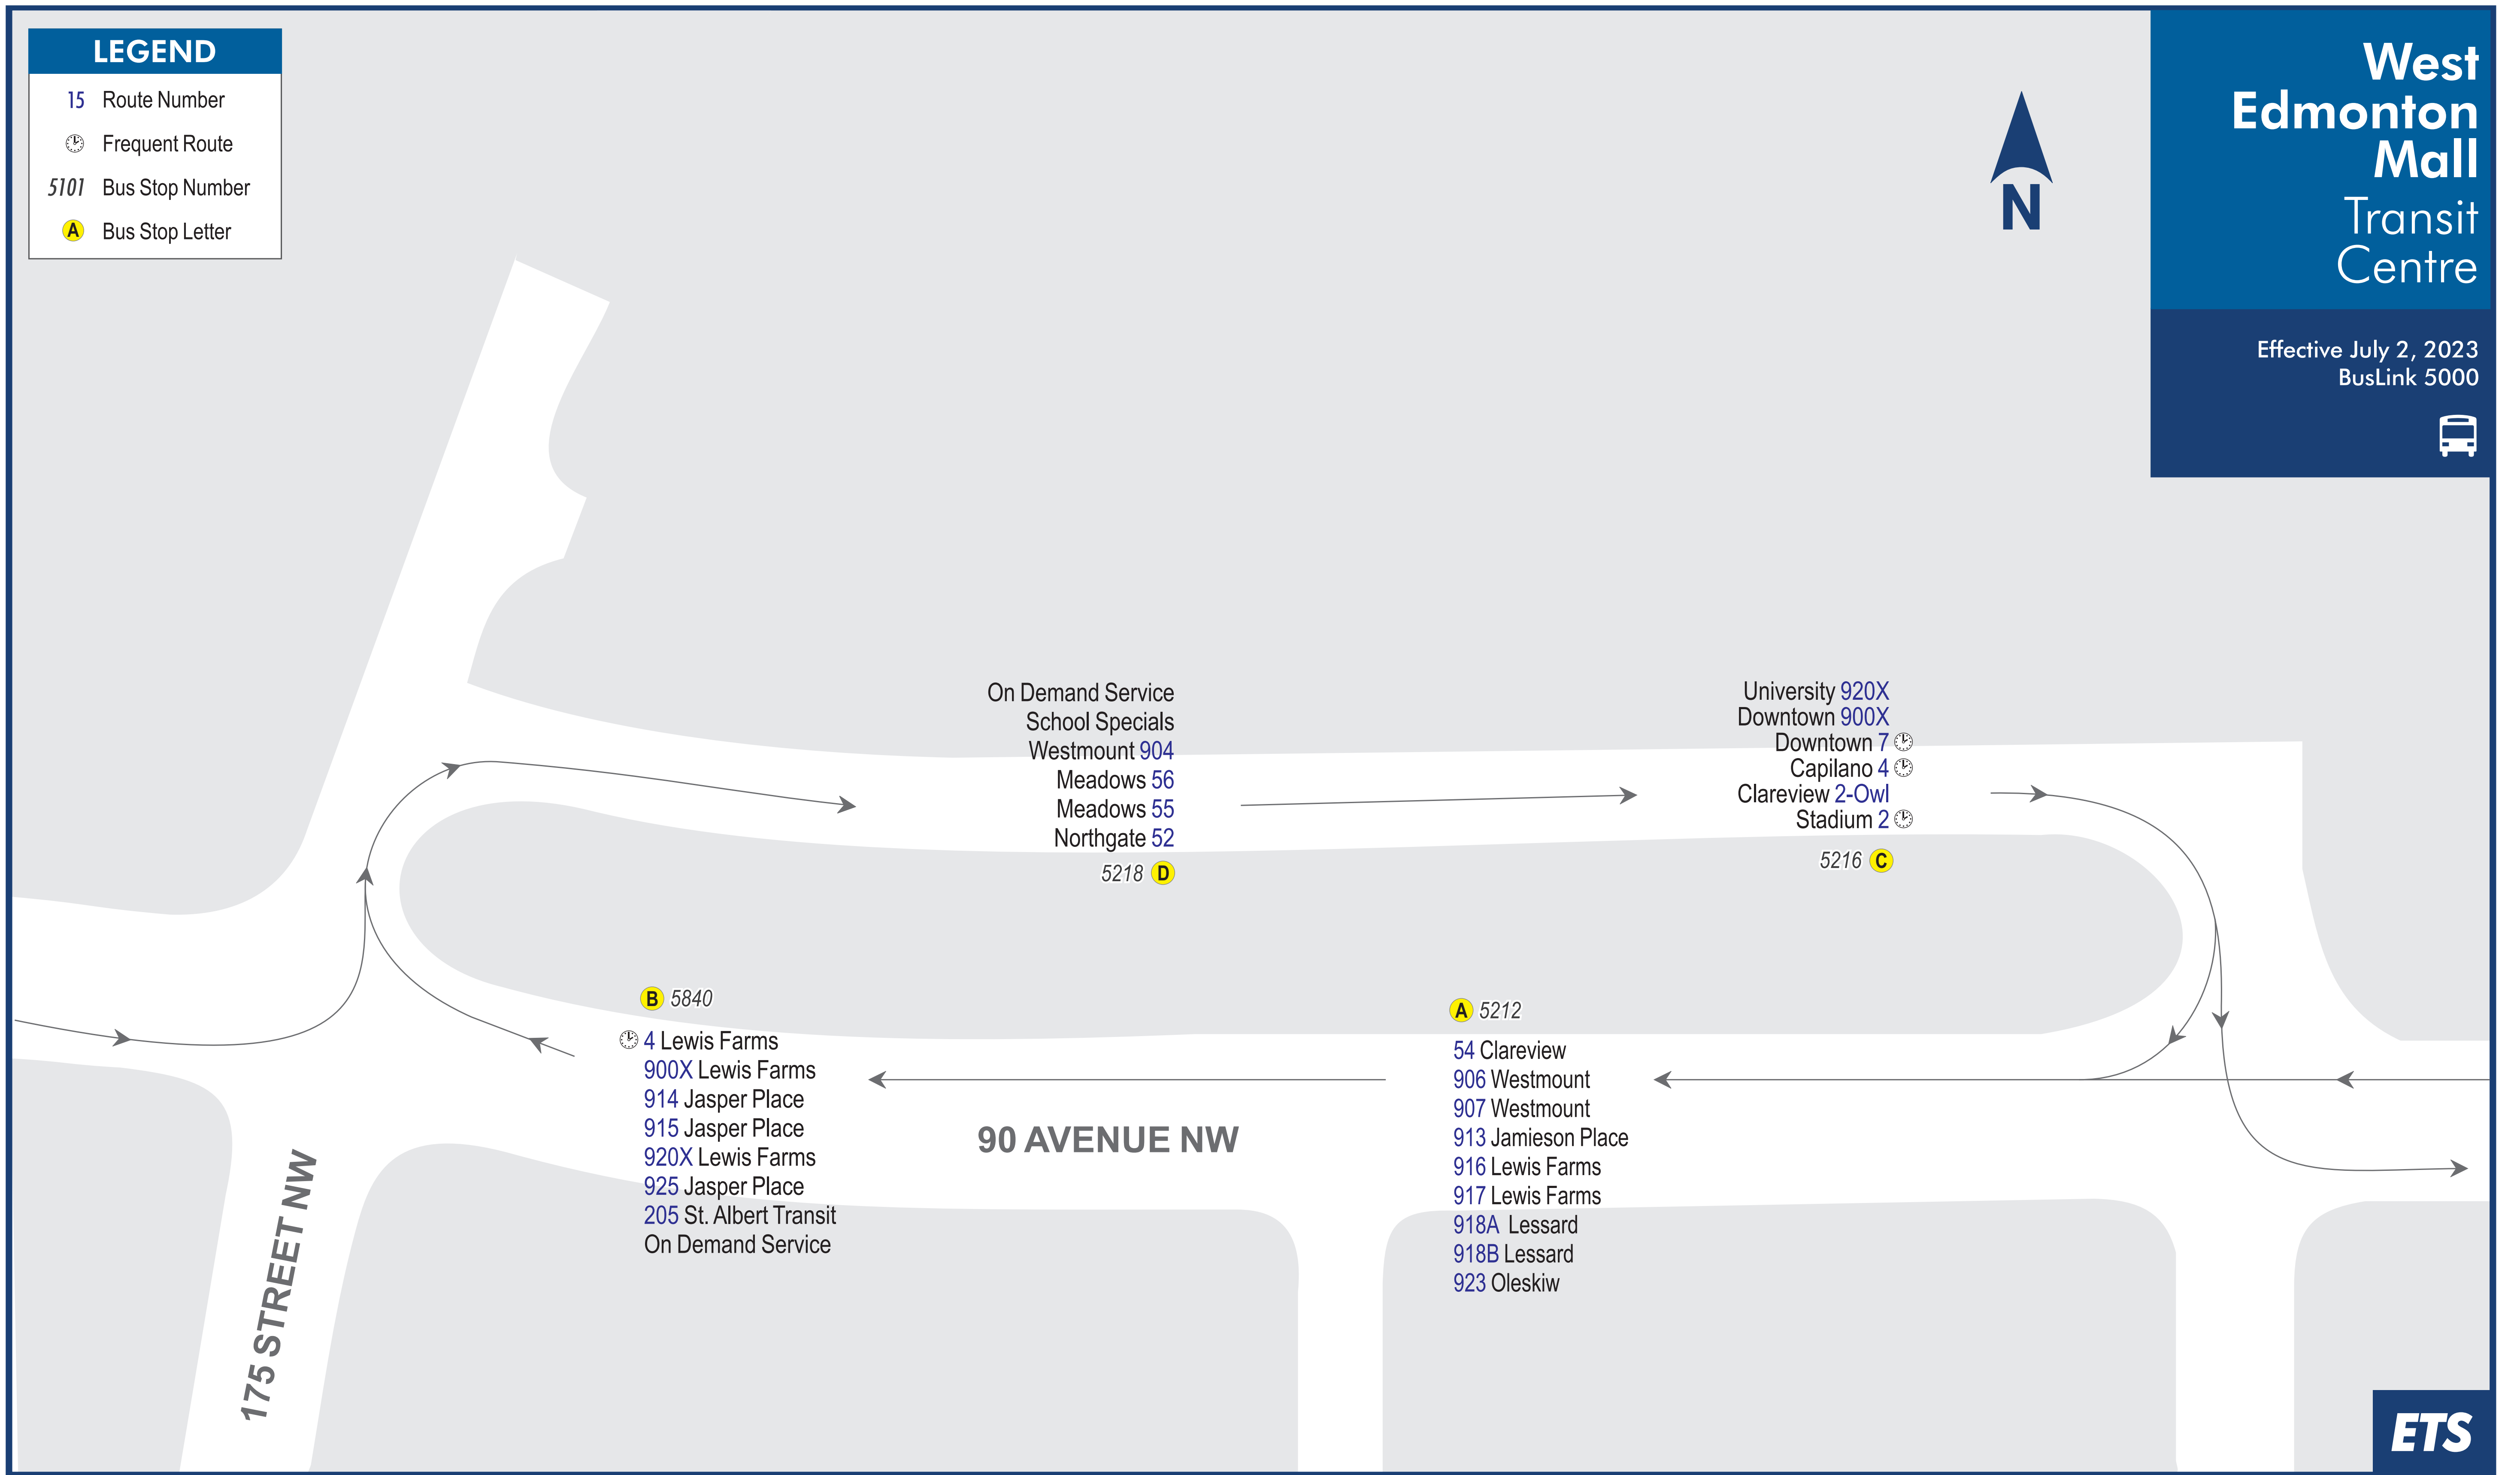 LEGEND
15 Route Number
Frequent Route
5101 Bus Stop Number
A Bus Stop Letter
N
West
Edmonton
Mall
Transit
Centre
Effective July 2, 2023
BusLink 5000
On Demand Service
School Specials
Westmount 904
Meadows 56
Meadows 55
Northgate 52
5218 D
University 920X
Downtown 900X
Downtown 7
Capilano 4
Clareview 2-Owl
Stadium 2
5216 C
B 5840
4 Lewis Farms
900X Lewis Farms
914 Jasper Place
915 Jasper Place
920X Lewis Farms
925 Jasper Place
205 St. Albert Transit
On Demand Service
A 5212
54 Clareview
906 Westmount
907 Westmount
913 Jamieson Place
916 Lewis Farms
917 Lewis Farms
918A Lessard
918B Lessard
923 Oleskiw
90 AVENUE NW
175 STREET NW
ETS